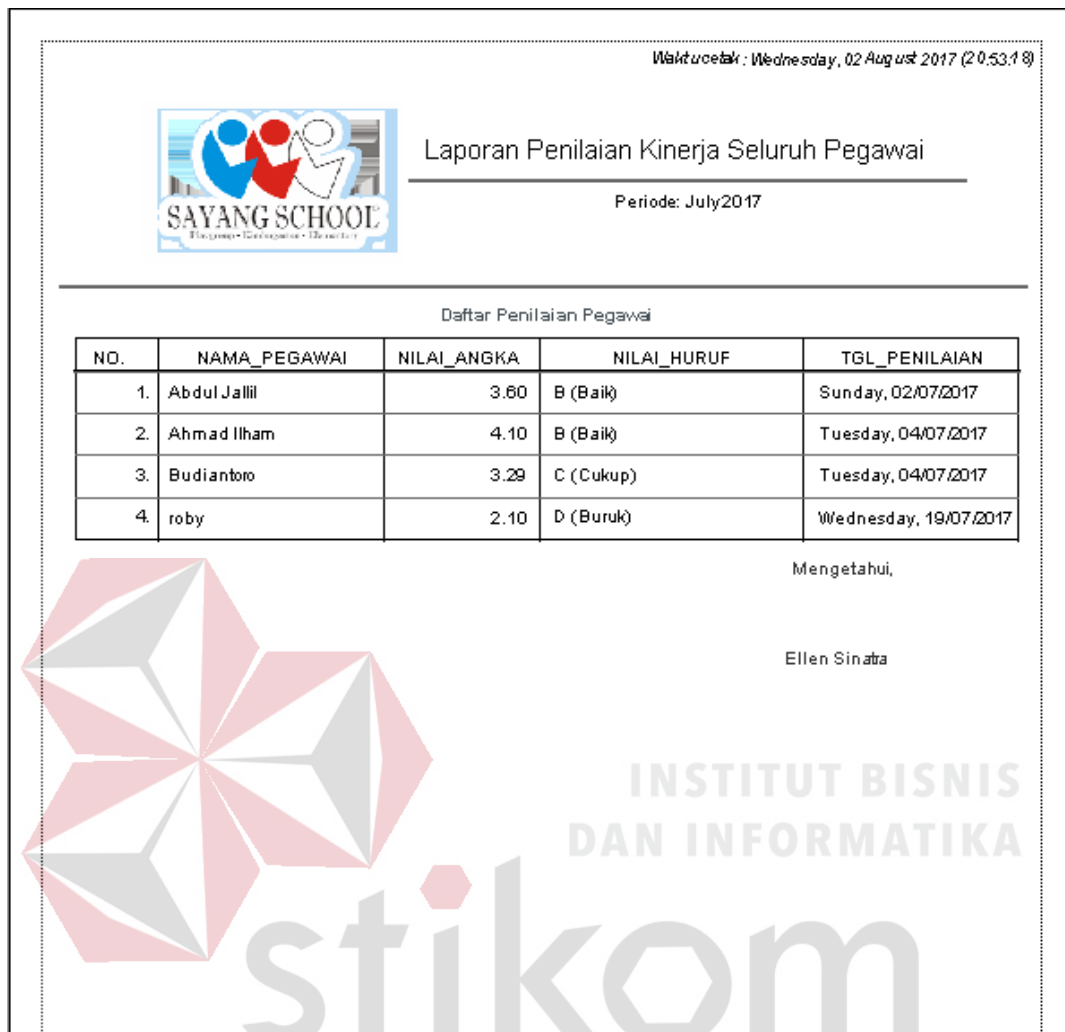 Waktu cetak : Wednesday, 02 August 2017 (20:53:18)
SAYANG SCHOOL
Playgroup - Kindergarten - Elementary
Laporan Penilaian Kinerja Seluruh Pegawai
Periode: July2017
Daftar Penilaian Pegawai
NO. NAMA_PEGAWAI NILAI_ANGKA NILAI_HURUF TGL_PENILAIAN
1. Abdul Jallil 3.60 B (Baik) Sunday, 02/07/2017
2. Ahmad Ilham 4.10 B (Baik) Tuesday, 04/07/2017
3. Budiantoro 3.29 C (Cukup) Tuesday, 04/07/2017
4. roby 2.10 D (Buruk) Wednesday, 19/07/2017
Mengetahui,
Ellen Sinatra
INSTITUT BISNIS
DAN INFORMATIKA
stikom